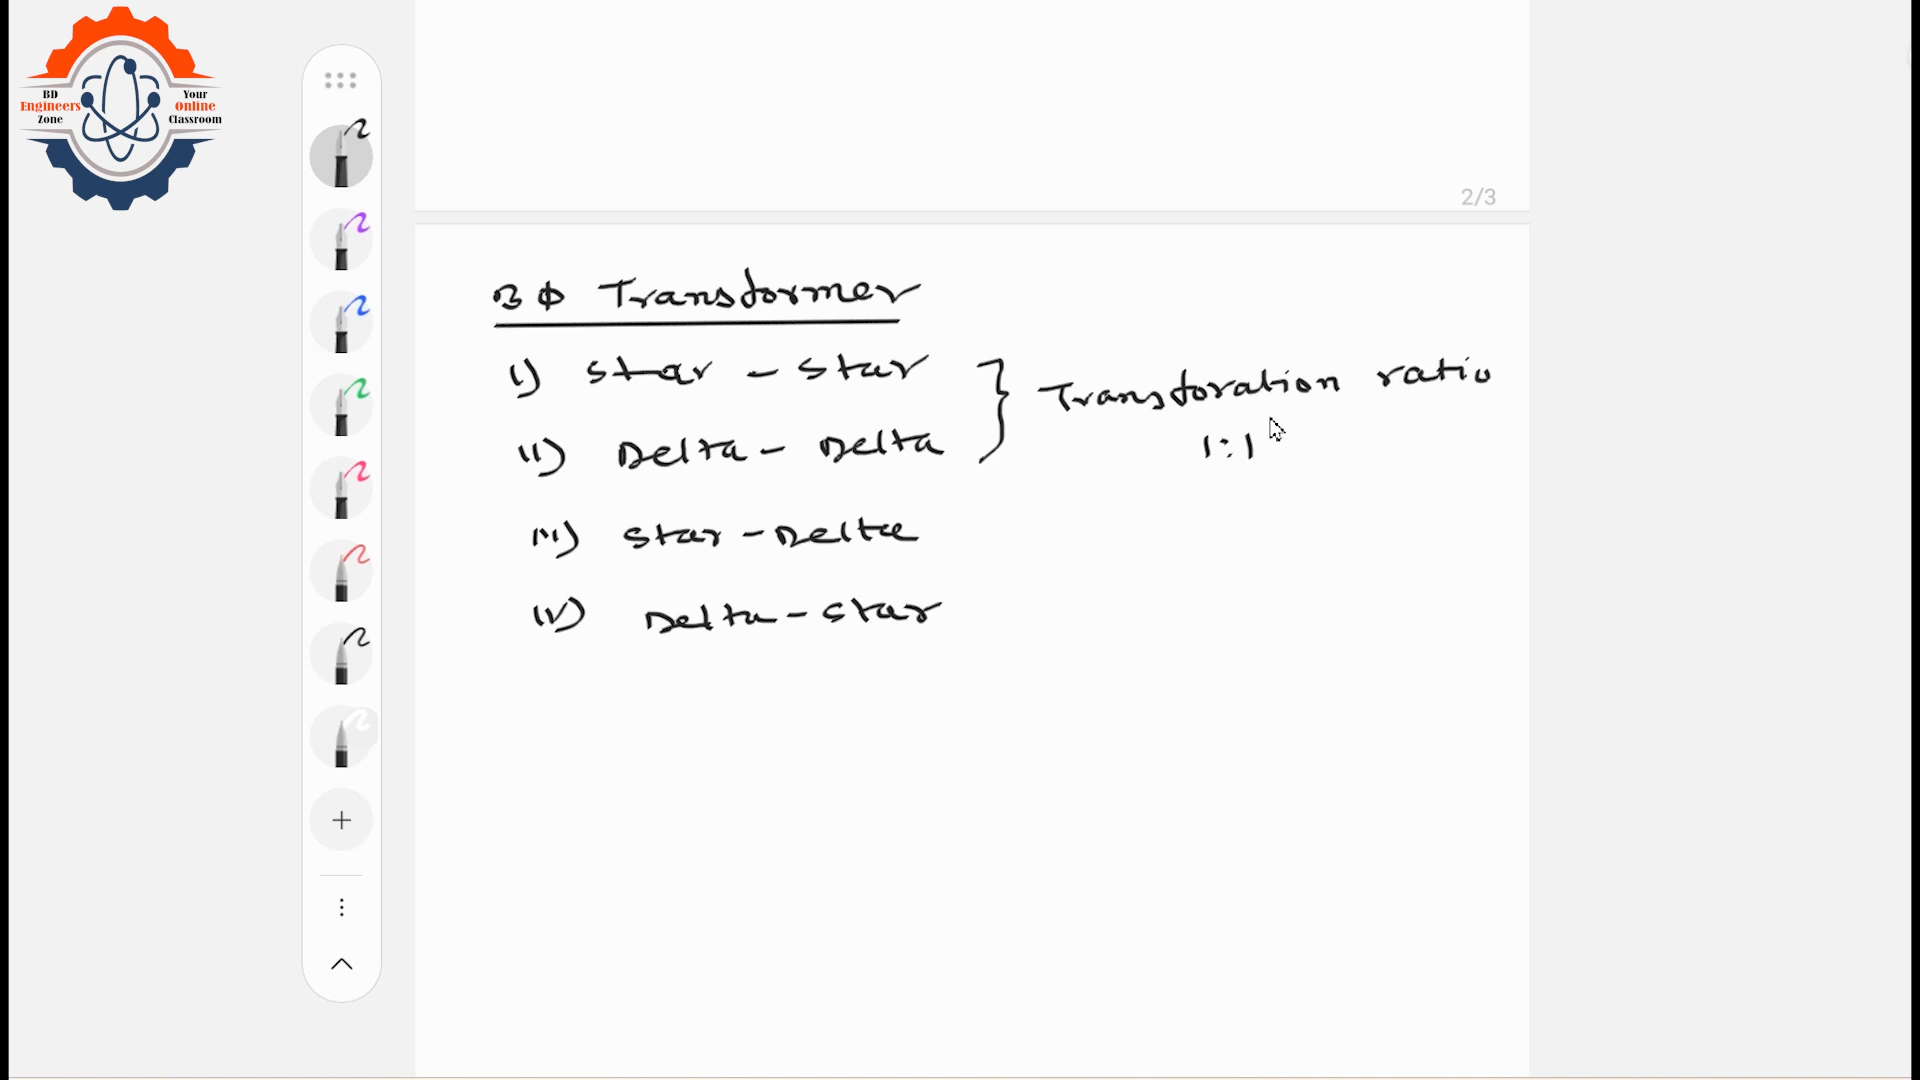 BD
Engineers
Zone
Your
Online
Classroom
2/3
3 ϕ Transformer
i) Star - Star
ii) Delta - Delta
Transforation ratio
1:1
iii) Star - Delta
iv) Delta - Star